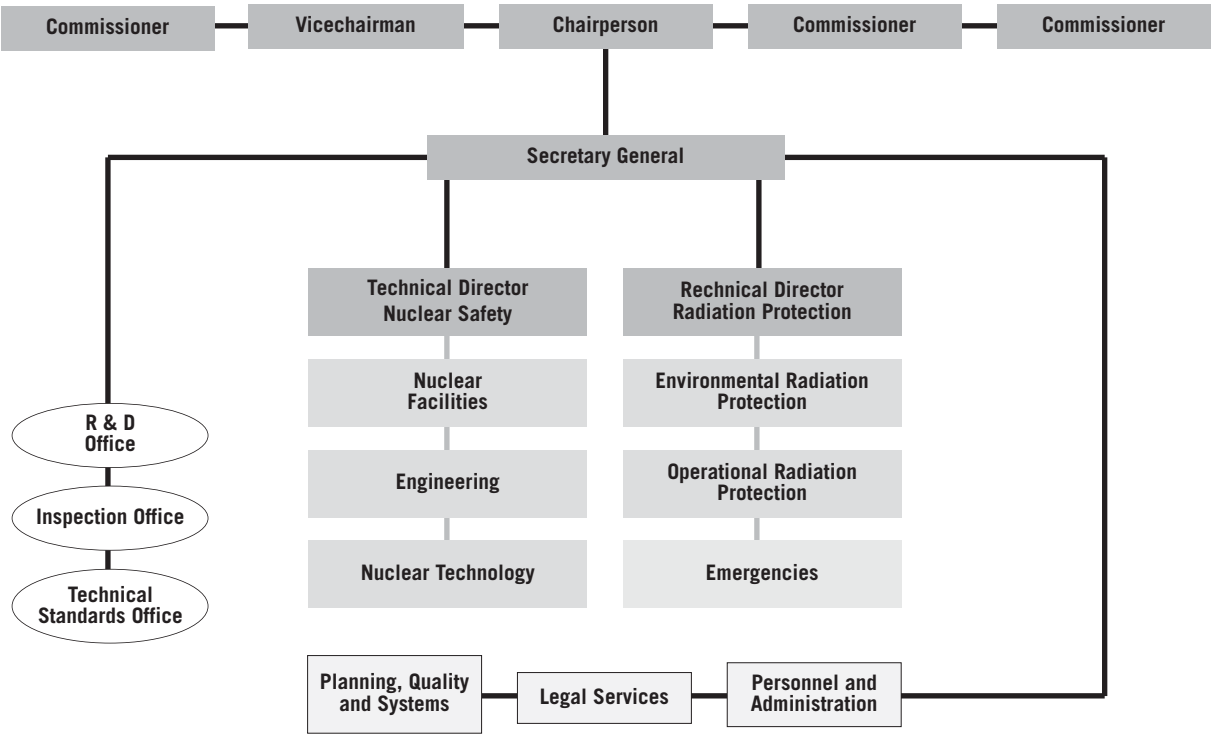 Commissioner
Vicechairman
Chairperson
Commissioner
Commissioner
Secretary General
Technical Director
Nuclear Safety
Rechnical Director
Radiation Protection
Nuclear
Facilities
Environmental Radiation
Protection
R & D
Office
Engineering
Operational Radiation
Protection
Inspection Office
Nuclear Technology
Emergencies
Technical
Standards Office
Planning, Quality
and Systems
Legal Services
Personnel and
Administration